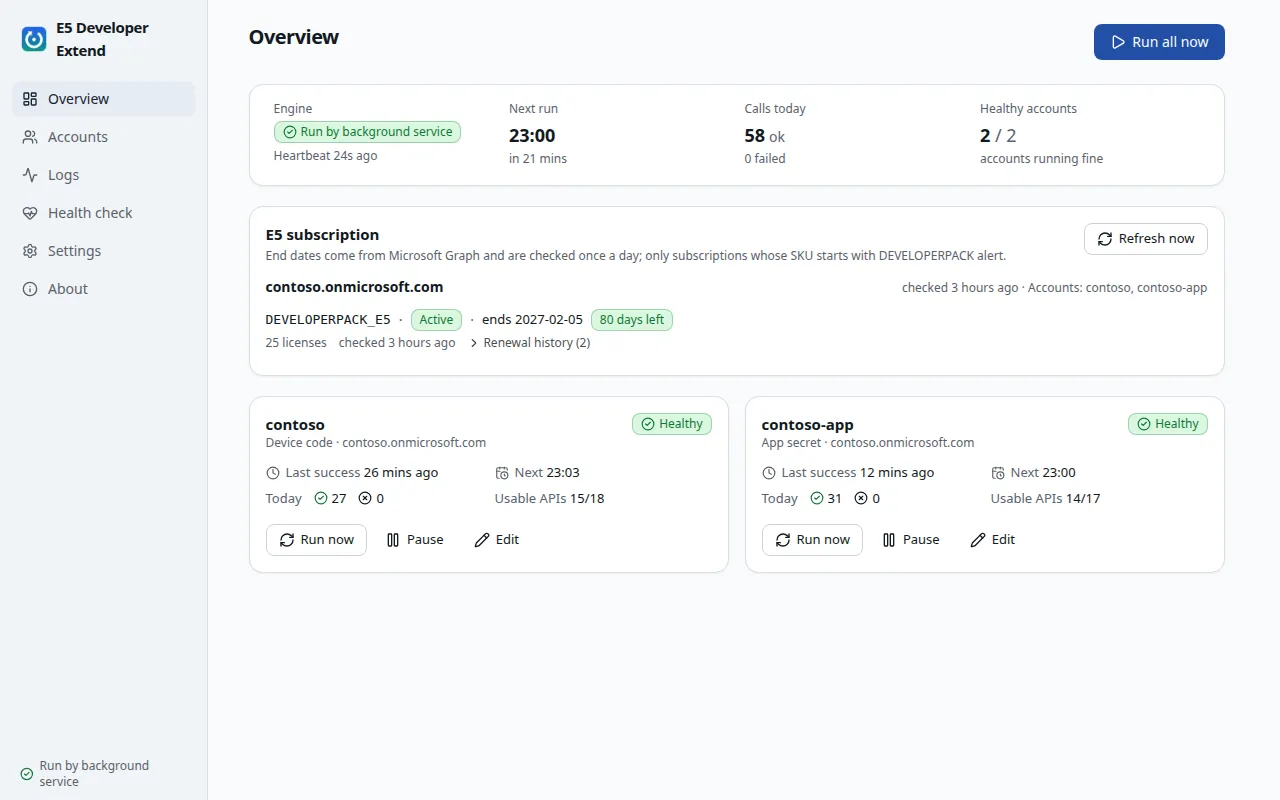 E5 Developer
Extend
Overview
Accounts
Logs
Health check
Settings
About
Run by background
service
Overview
Run all now
Engine
Run by background service
Heartbeat 24s ago
Next run
23:00
in 21 mins
Calls today
58 ok
0 failed
Healthy accounts
2 / 2
accounts running fine
E5 subscription
Refresh now
End dates come from Microsoft Graph and are checked once a day; only subscriptions whose SKU starts with DEVELOPERPACK alert.
contoso.onmicrosoft.com
checked 3 hours ago · Accounts: contoso, contoso-app
DEVELOPERPACK_E5 · Active · ends 2027-02-05 80 days left
25 licenses checked 3 hours ago Renewal history (2)
contoso
Healthy
Device code · contoso.onmicrosoft.com
Last success 26 mins ago
Next 23:03
Today 27 0
Usable APIs 15/18
Run now Pause Edit
contoso-app
Healthy
App secret · contoso.onmicrosoft.com
Last success 12 mins ago
Next 23:00
Today 31 0
Usable APIs 14/17
Run now Pause Edit